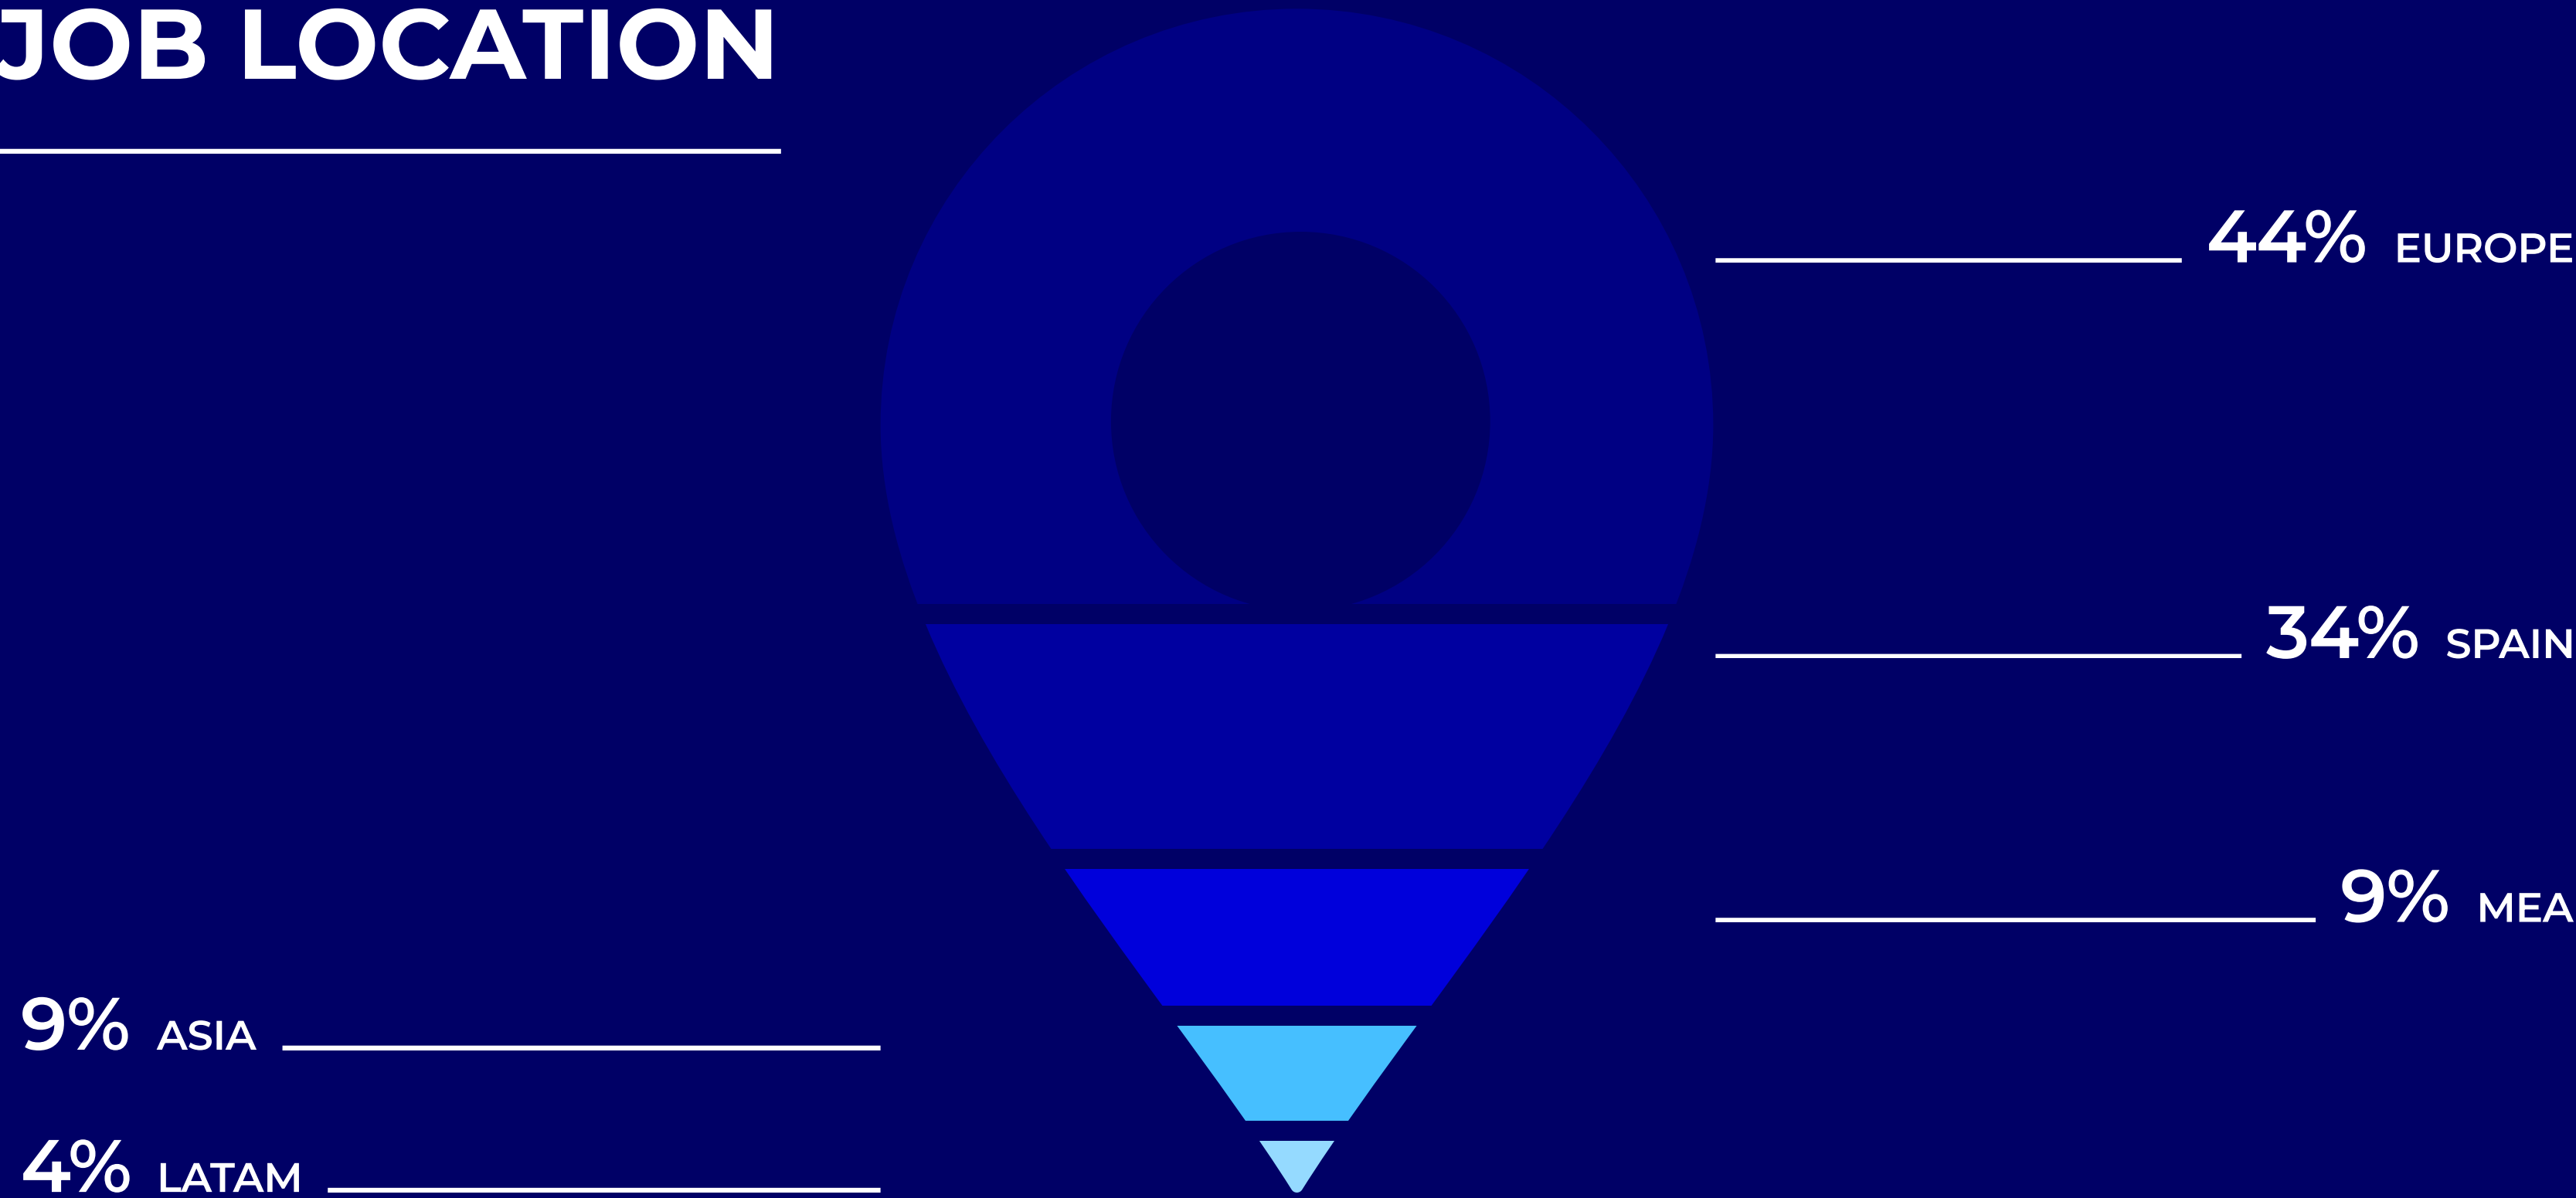 JOB LOCATION
44% EUROPE
34% SPAIN
9% MEA
9% ASIA
4% LATAM